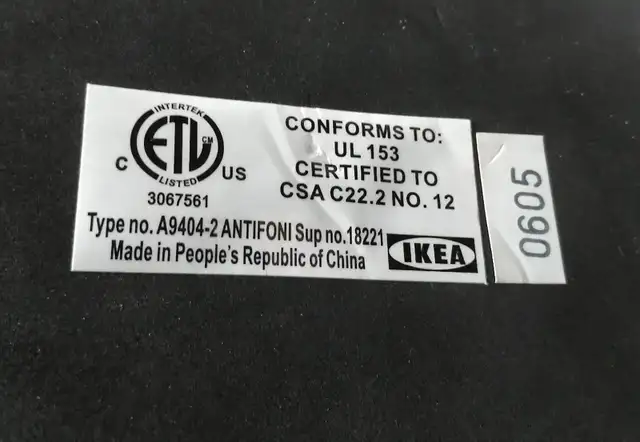 INTERTEK
ETL CM
C US
LISTED
3067561
CONFORMS TO:
UL 153
CERTIFIED TO
CSA C22.2 NO. 12
Type no. A9404-2 ANTIFONI Sup no.18221
Made in People's Republic of China
IKEA
0605